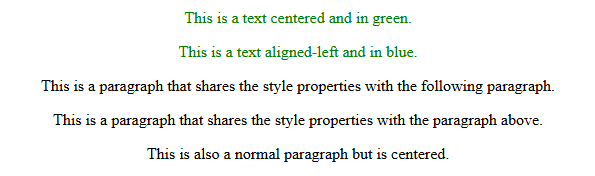 This is a text centered and in green.
This is a text aligned-left and in blue.
This is a paragraph that shares the style properties with the following paragraph.
This is a paragraph that shares the style properties with the paragraph above.
This is also a normal paragraph but is centered.